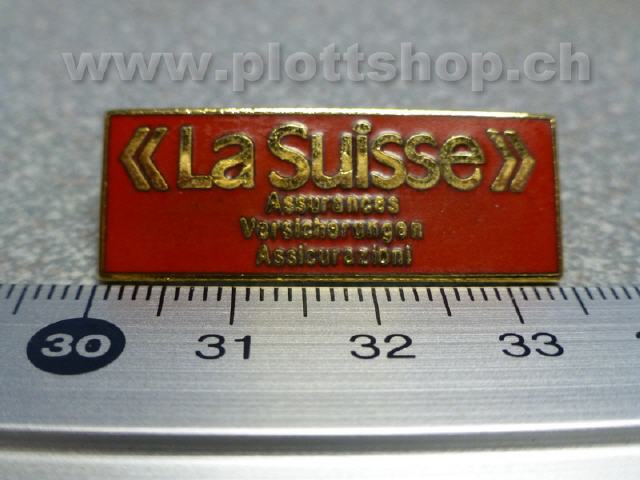 www.plottshop.ch
« La Suisse »
Assurances
Versicherungen
Assicurazioni
30 31 32 33